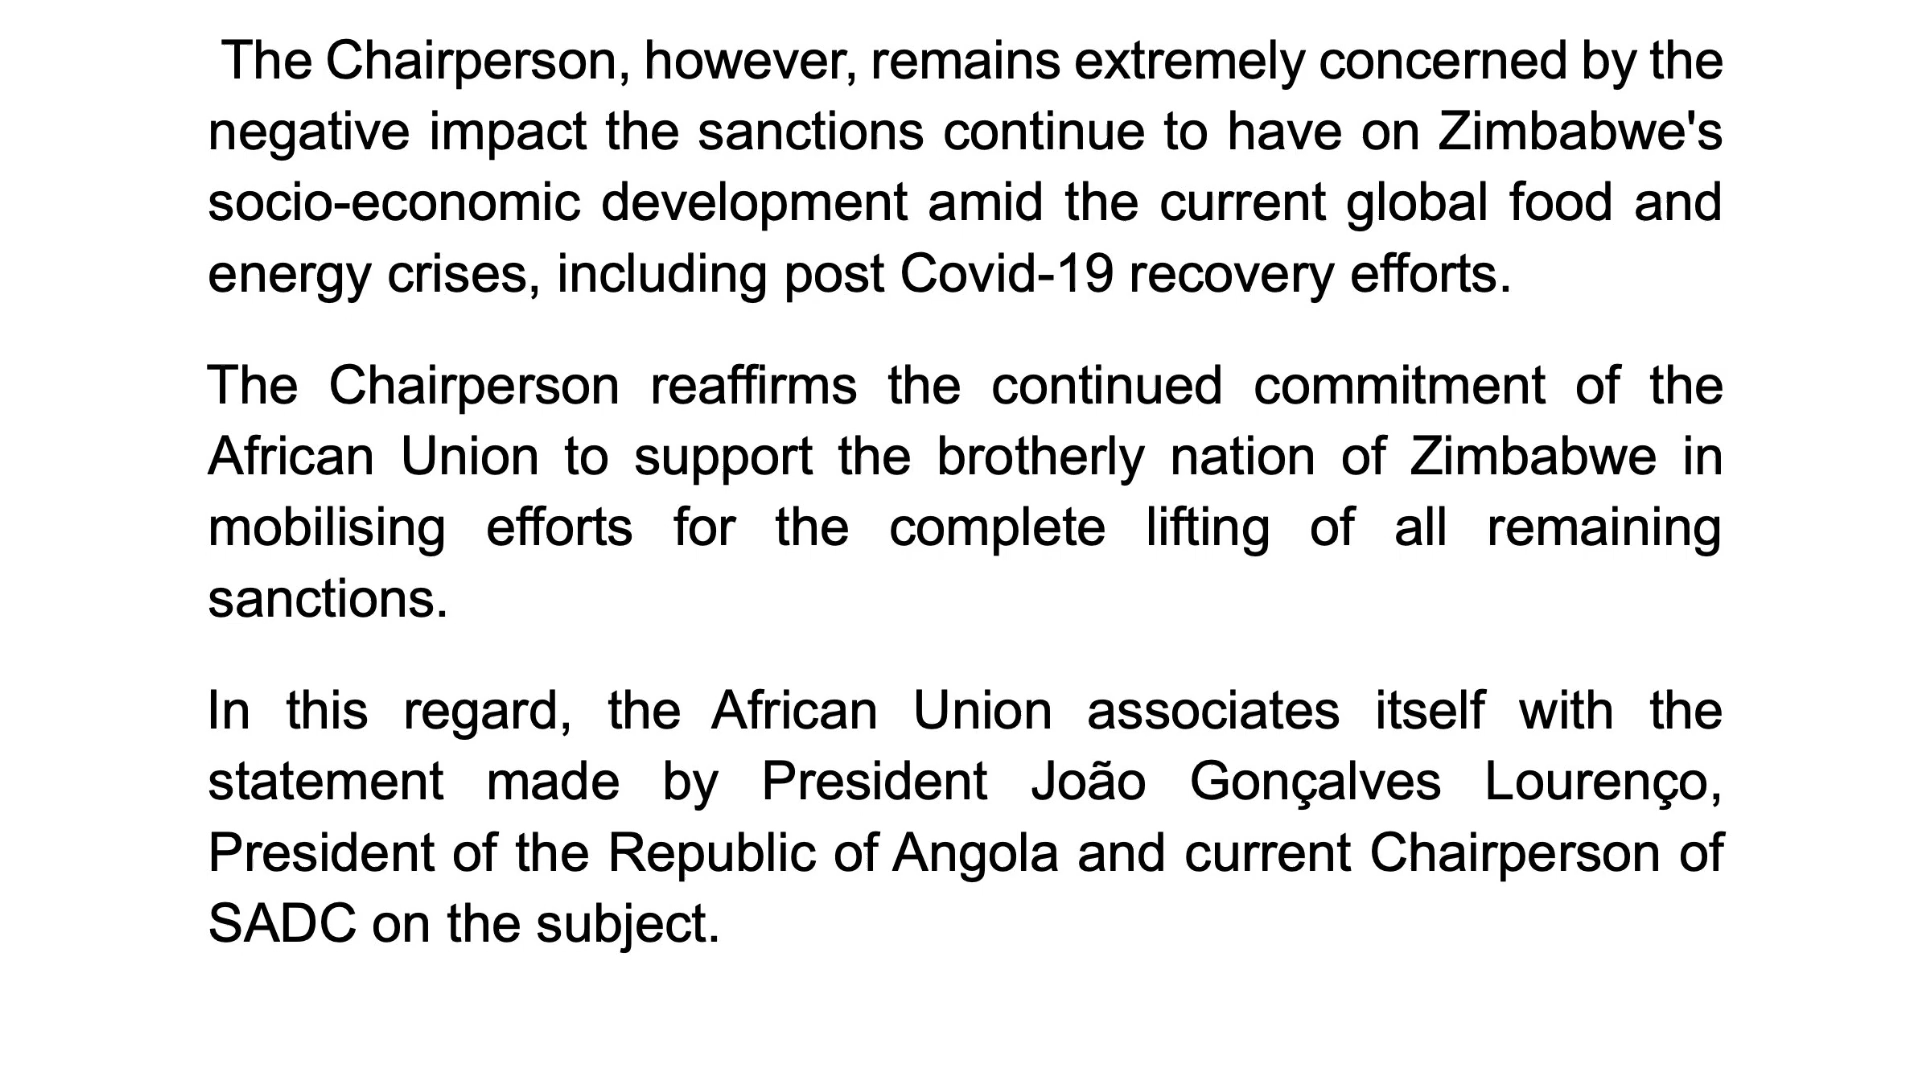 The Chairperson, however, remains extremely concerned by the
negative impact the sanctions continue to have on Zimbabwe's
socio-economic development amid the current global food and
energy crises, including post Covid-19 recovery efforts.
The Chairperson reaffirms the continued commitment of the
African Union to support the brotherly nation of Zimbabwe in
mobilising efforts for the complete lifting of all remaining
sanctions.
In this regard, the African Union associates itself with the
statement made by President João Gonçalves Lourenço,
President of the Republic of Angola and current Chairperson of
SADC on the subject.